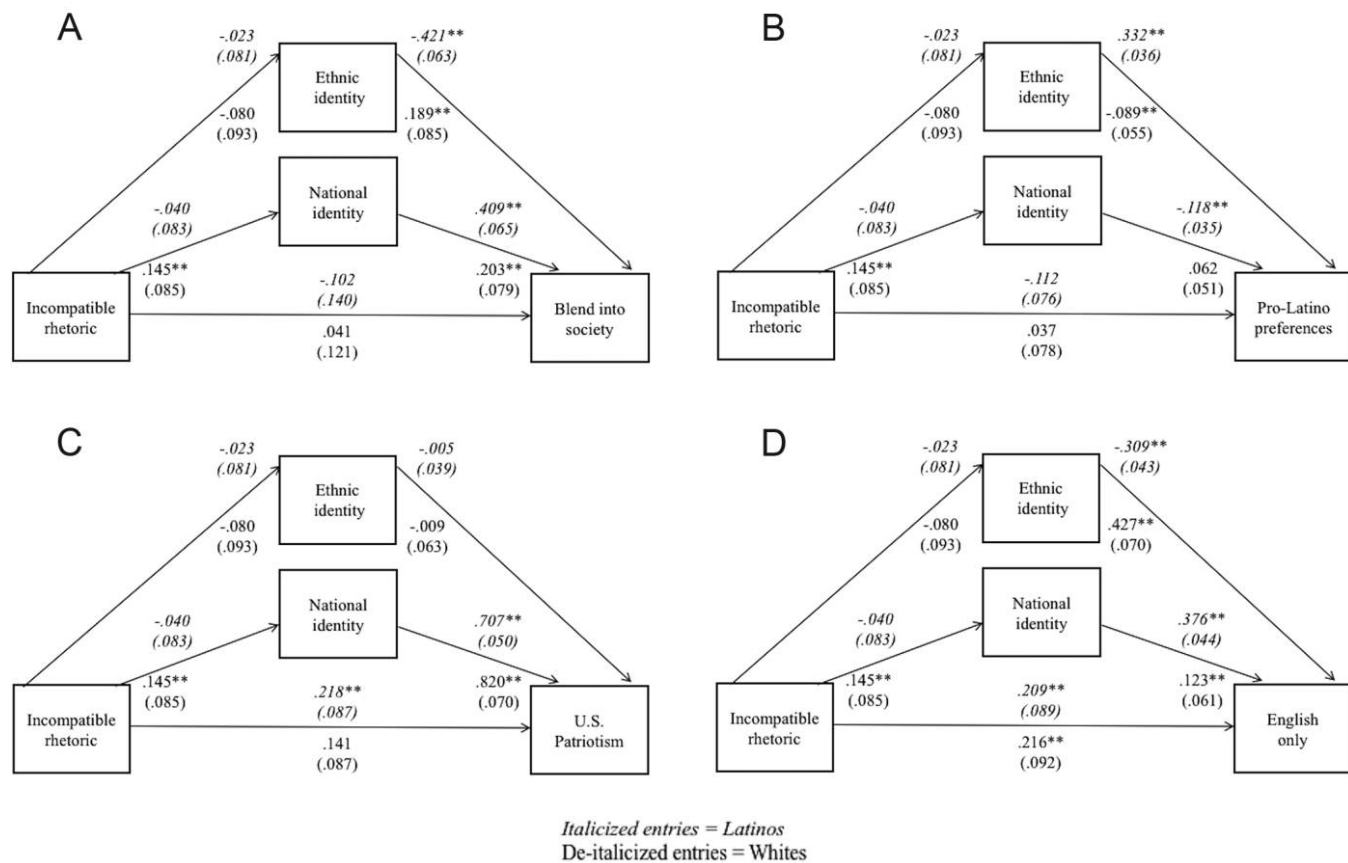 A
-.023
(.081)
-.421**
(.063)
Ethnic
identity
-.080
(.093)
.189**
(.085)
National
identity
-.040
(.083)
.409**
(.065)
.145**
(.085)
-.102
(.140)
.203**
(.079)
Incompatible
rhetoric
Blend into
society
.041
(.121)
B
-.023
(.081)
.332**
(.036)
Ethnic
identity
-.080
(.093)
-.089**
(.055)
National
identity
-.040
(.083)
-.118**
(.035)
.145**
(.085)
-.112
(.076)
.062
(.051)
Incompatible
rhetoric
Pro-Latino
preferences
.037
(.078)
C
-.023
(.081)
-.005
(.039)
Ethnic
identity
-.080
(.093)
-.009
(.063)
National
identity
-.040
(.083)
.707**
(.050)
.145**
(.085)
.218**
(.087)
.820**
(.070)
Incompatible
rhetoric
U.S.
Patriotism
.141
(.087)
D
-.023
(.081)
-.309**
(.043)
Ethnic
identity
-.080
(.093)
.427**
(.070)
National
identity
-.040
(.083)
.376**
(.044)
.145**
(.085)
.209**
(.089)
.123**
(.061)
Incompatible
rhetoric
English
only
.216**
(.092)
Italicized entries = Latinos
De-italicized entries = Whites